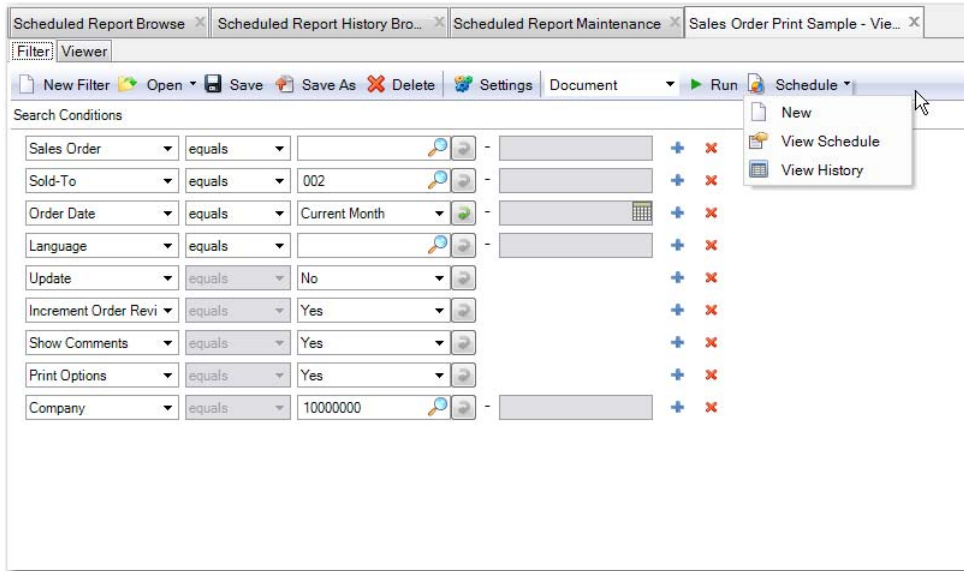 Scheduled Report Browse Scheduled Report History Bro... Scheduled Report Maintenance Sales Order Print Sample - Vie...
Filter Viewer
New Filter Open Save Save As Delete Settings Document Run Schedule
Search Conditions
New
Sales Order equals -
View Schedule
Sold-To equals 002 -
View History
Order Date equals Current Month -
Language equals -
Update equals No
Increment Order Revi equals Yes
Show Comments equals Yes
Print Options equals Yes
Company equals 10000000 -